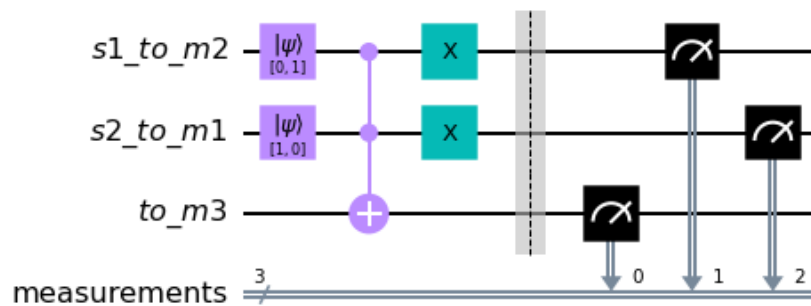 s1_to_m2 |ψ⟩ [0, 1] X
s2_to_m1 |ψ⟩ [1, 0] X
to_m3
measurements 3 0 1 2